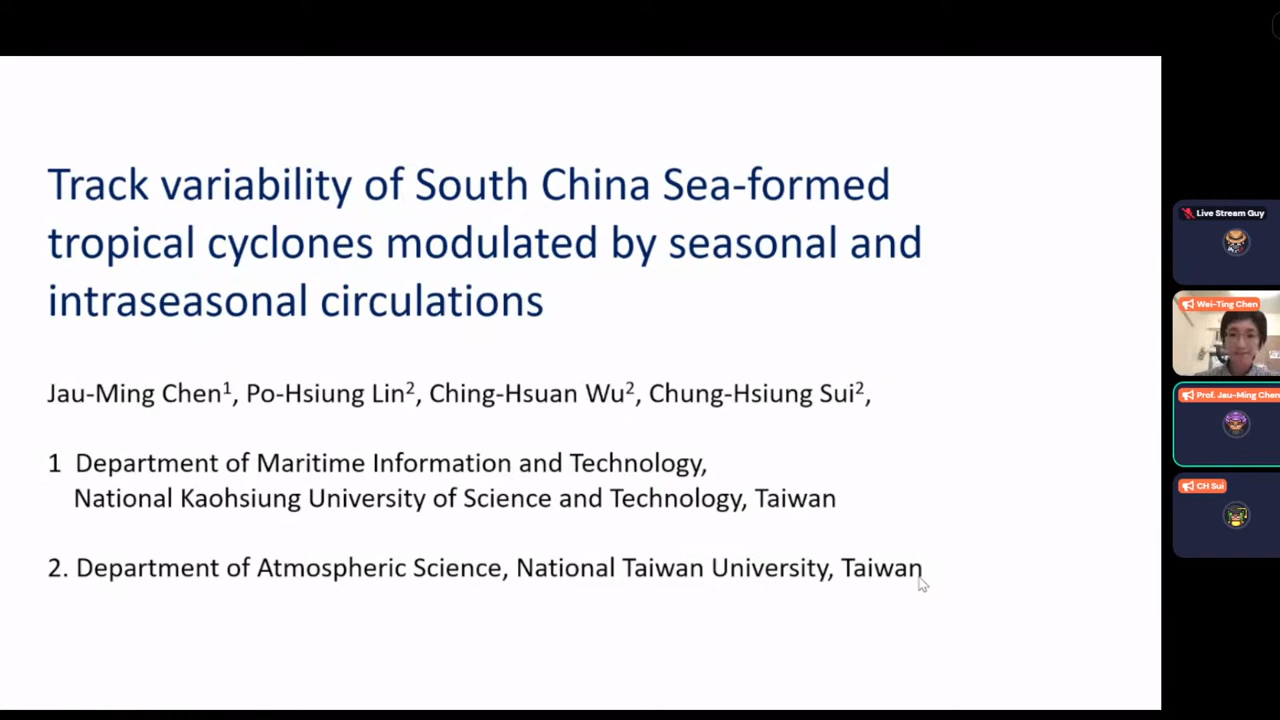 Track variability of South China Sea-formed
tropical cyclones modulated by seasonal and
intraseasonal circulations
Jau-Ming Chen¹, Po-Hsiung Lin², Ching-Hsuan Wu², Chung-Hsiung Sui²,
1 Department of Maritime Information and Technology,
National Kaohsiung University of Science and Technology, Taiwan
2. Department of Atmospheric Science, National Taiwan University, Taiwan
Live Stream Guy
Wei-Ting Chen
Prof. Jau-Ming Chen
CH Sui